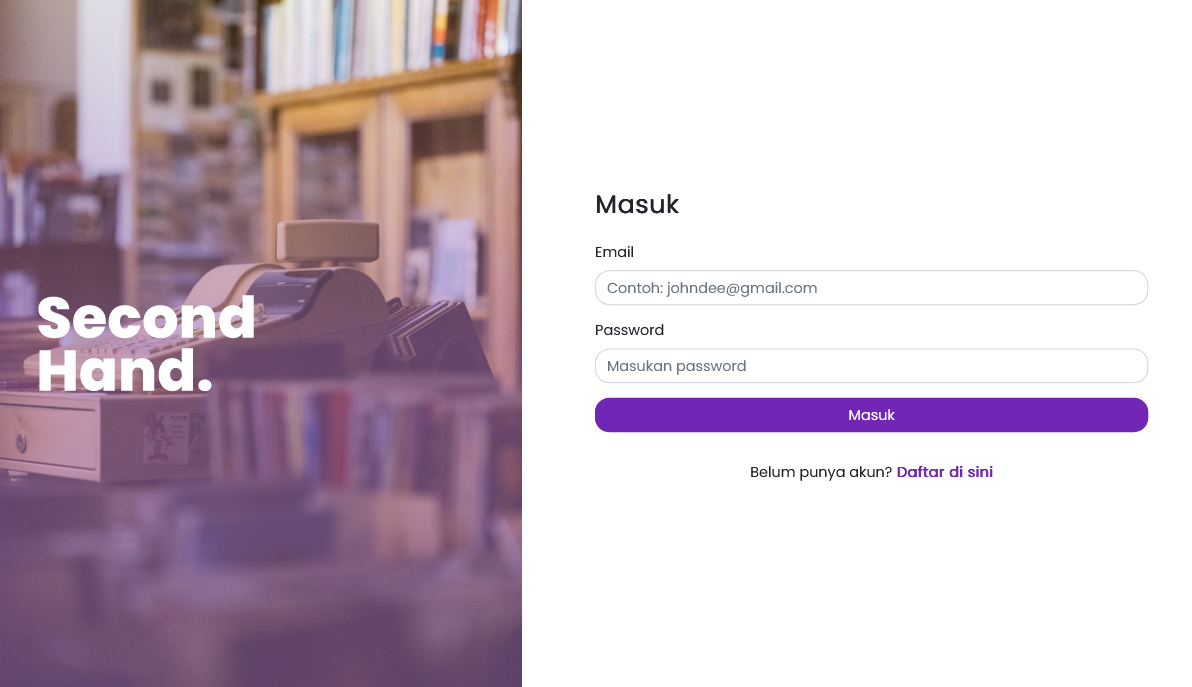 Second
Hand.
Masuk
Email
Contoh: johndee@gmail.com
Password
Masukan password
Masuk
Belum punya akun? Daftar di sini